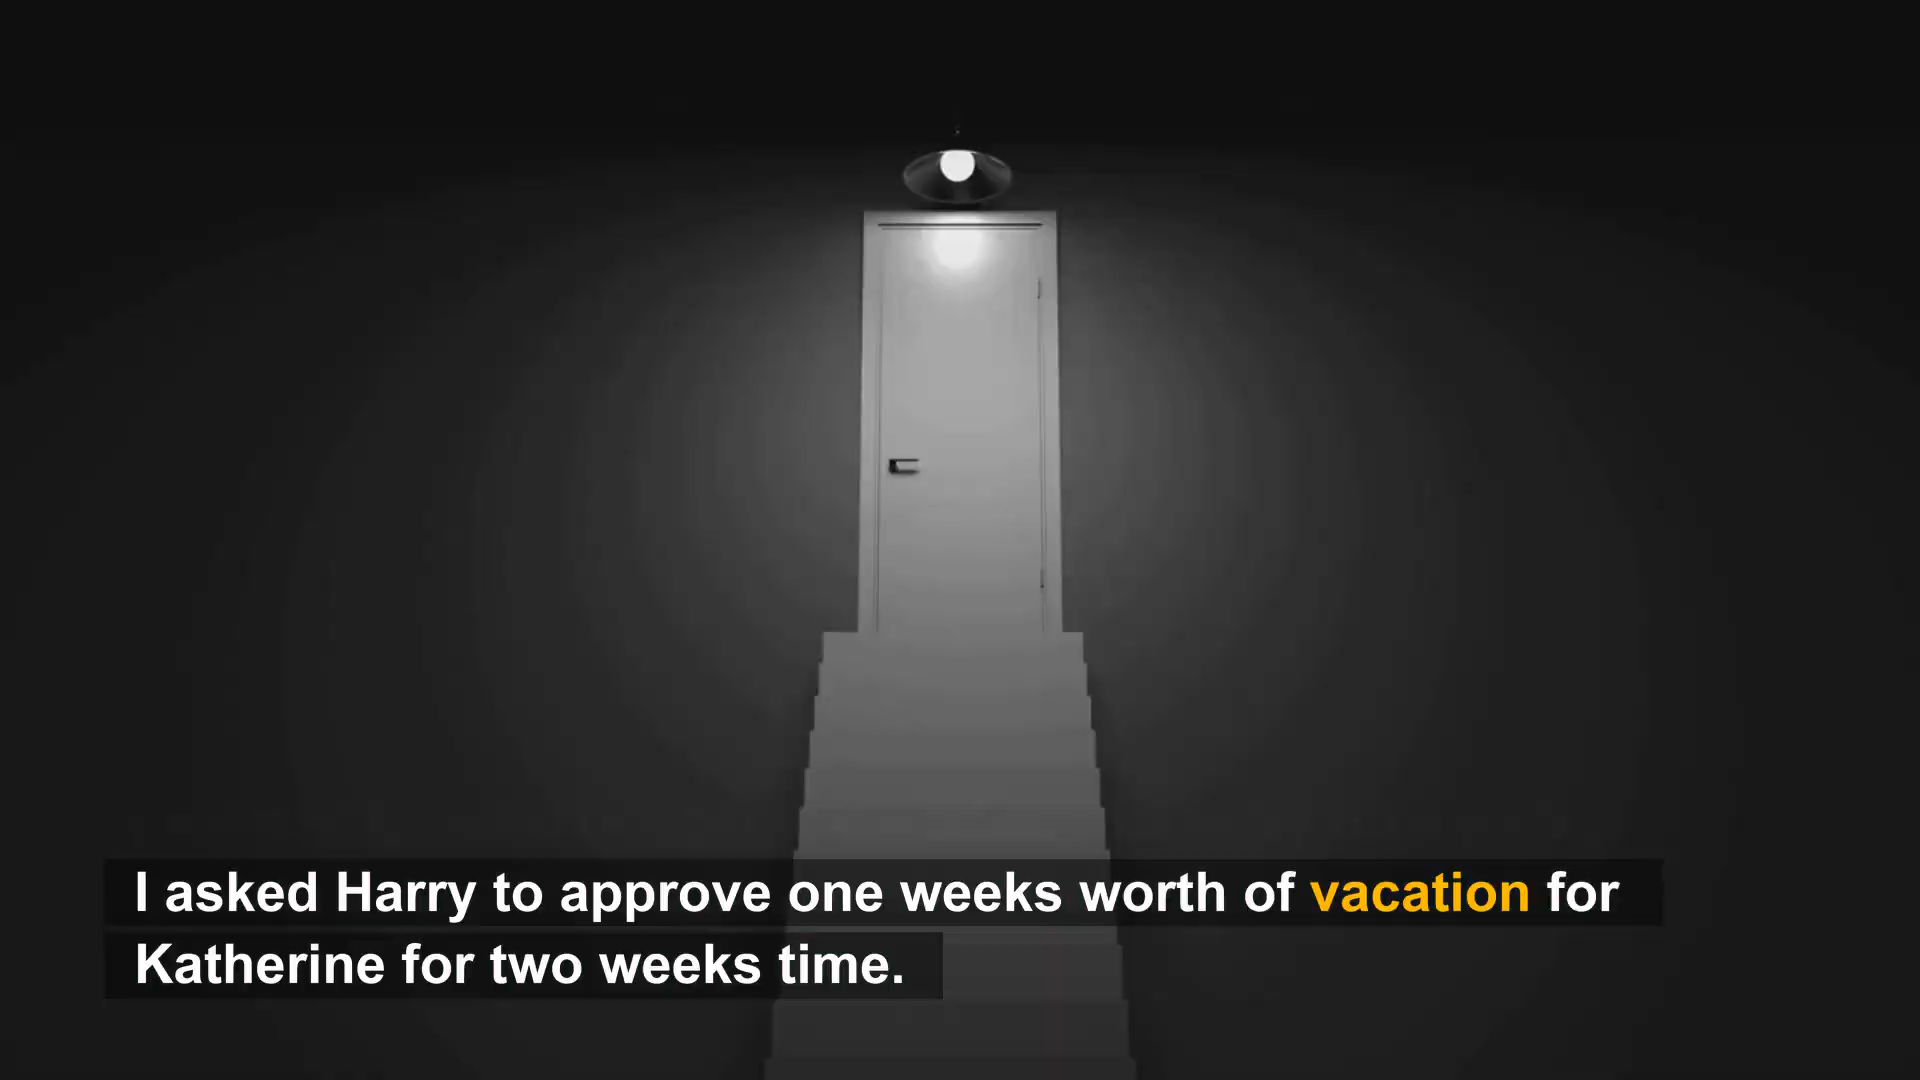 I asked Harry to approve one weeks worth of vacation for
Katherine for two weeks time.